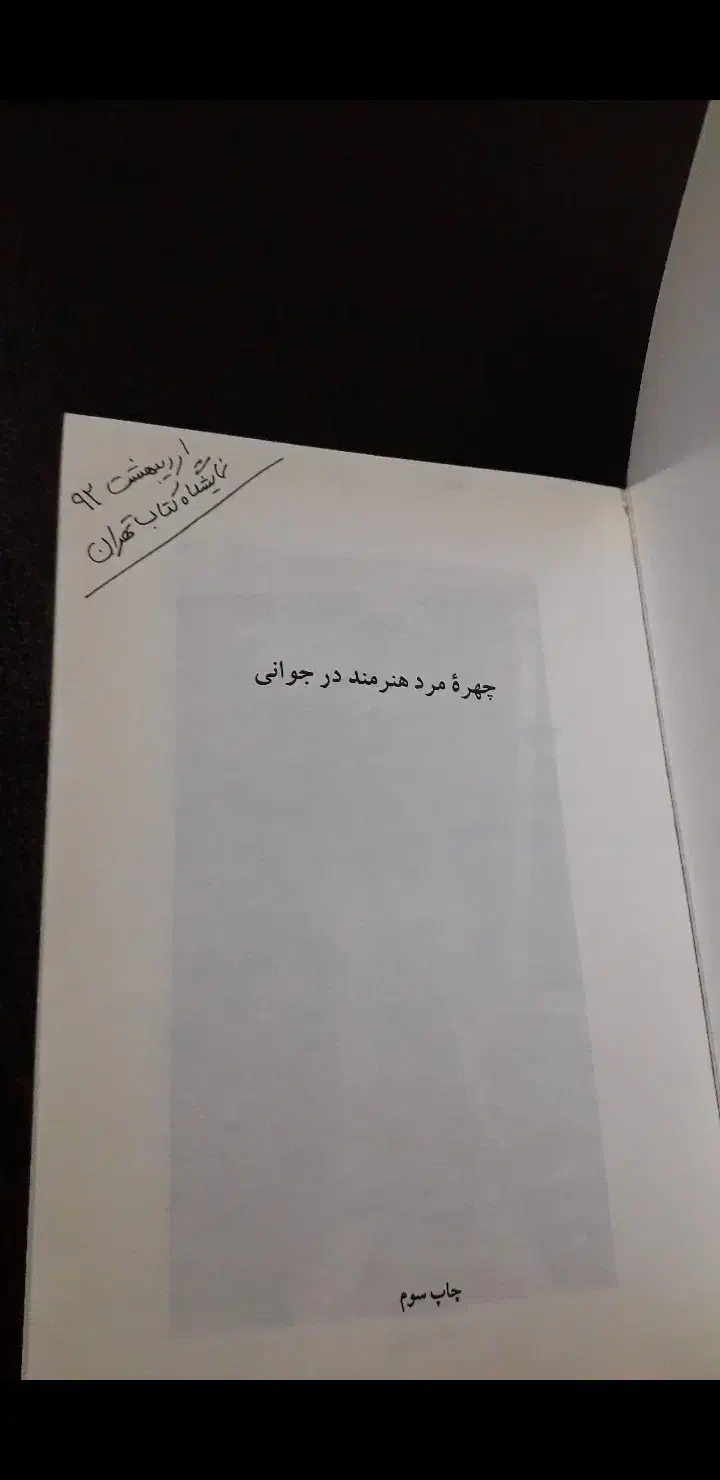 اردیبهشت ۹۲
نمایشگاه کتاب تهران
چهرهٔ مرد هنرمند در جوانی
چاپ سوم